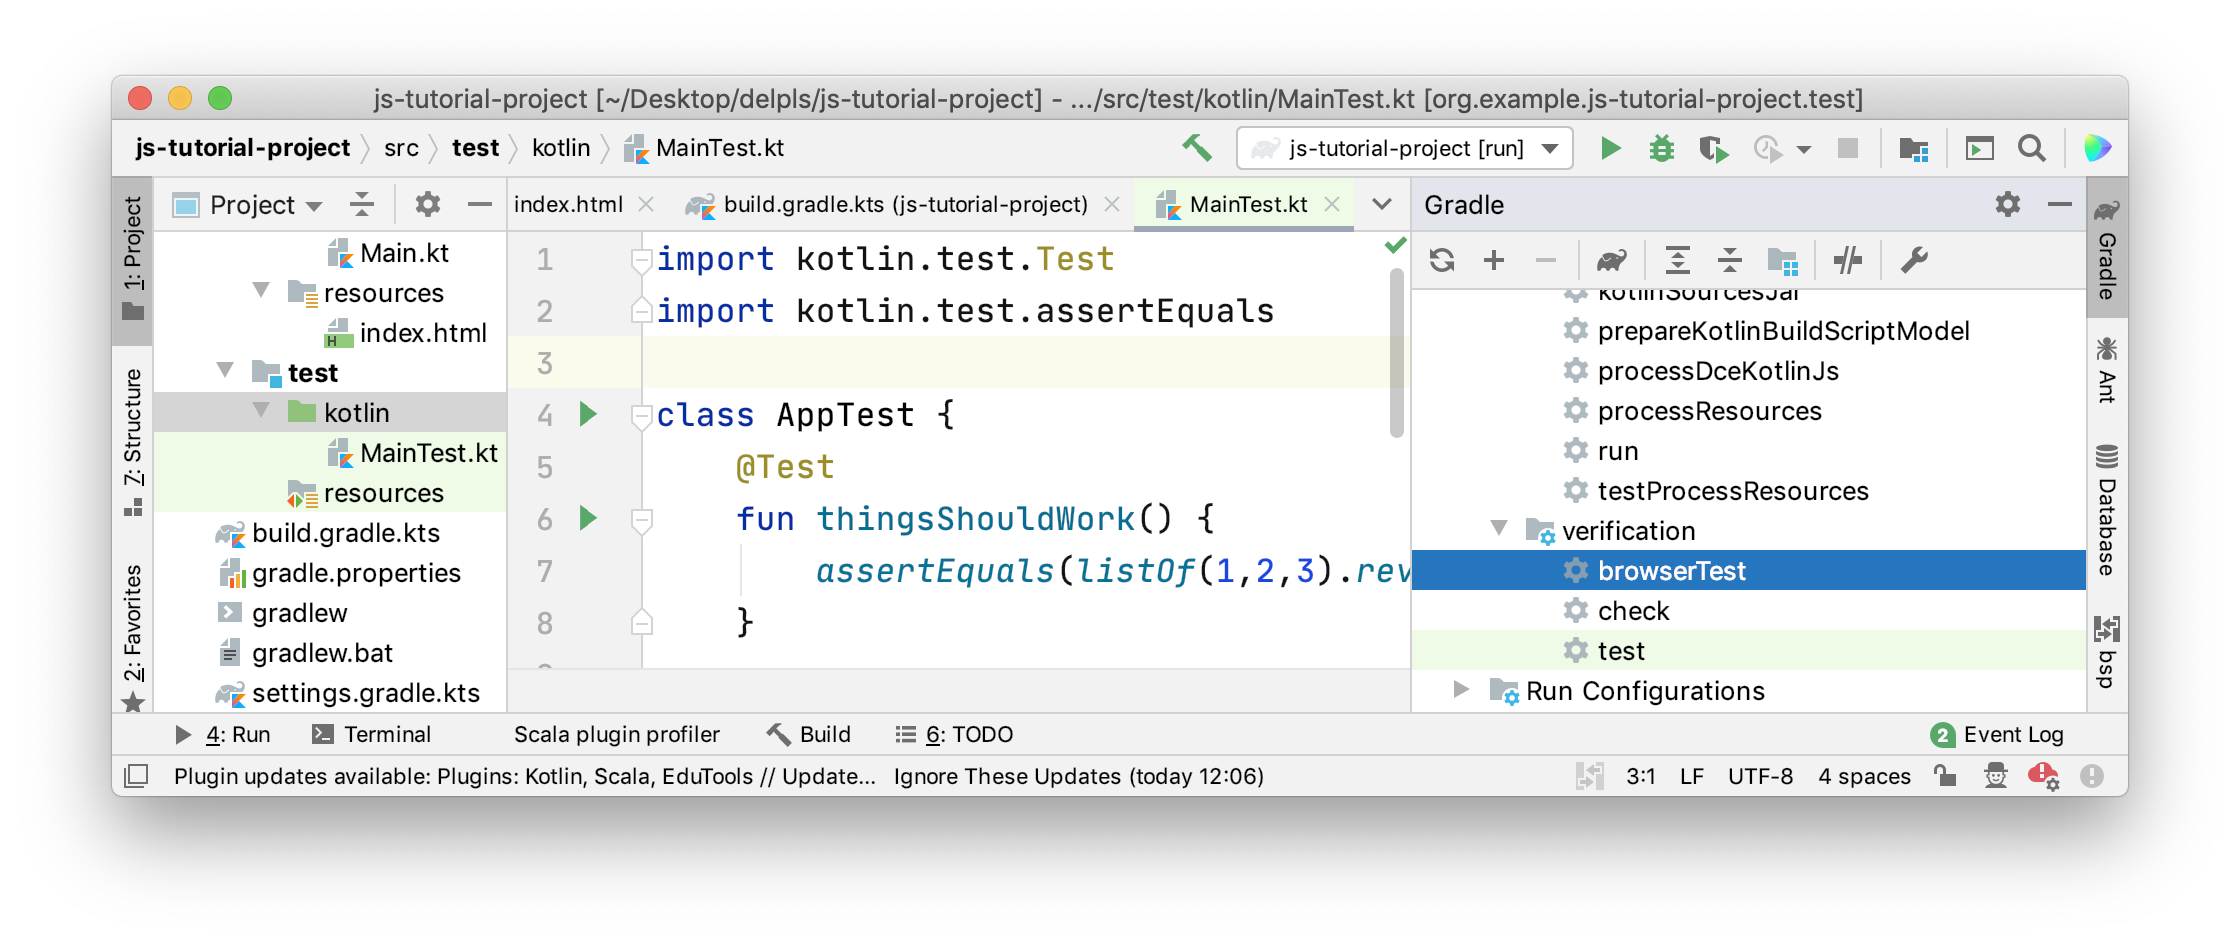 js-tutorial-project [~/Desktop/delpls/js-tutorial-project] - .../src/test/kotlin/MainTest.kt [org.example.js-tutorial-project.test]
js-tutorial-project src test kotlin MainTest.kt
js-tutorial-project [run]
1: Project
7: Structure
2: Favorites
Project
Main.kt
resources
index.html
test
kotlin
MainTest.kt
resources
build.gradle.kts
gradle.properties
gradlew
gradlew.bat
settings.gradle.kts
index.html build.gradle.kts (js-tutorial-project) MainTest.kt
1 import kotlin.test.Test
2 import kotlin.test.assertEquals
3
4 class AppTest {
5 @Test
6 fun thingsShouldWork() {
7 assertEquals(listOf(1,2,3).rev
8 }
Gradle
kotlinSourcesJar
prepareKotlinBuildScriptModel
processDceKotlinJs
processResources
run
testProcessResources
verification
browserTest
check
test
Run Configurations
Gradle
Ant
Database
bsp
4: Run Terminal Scala plugin profiler Build 6: TODO 2 Event Log
Plugin updates available: Plugins: Kotlin, Scala, EduTools // Update... Ignore These Updates (today 12:06) 3:1 LF UTF-8 4 spaces